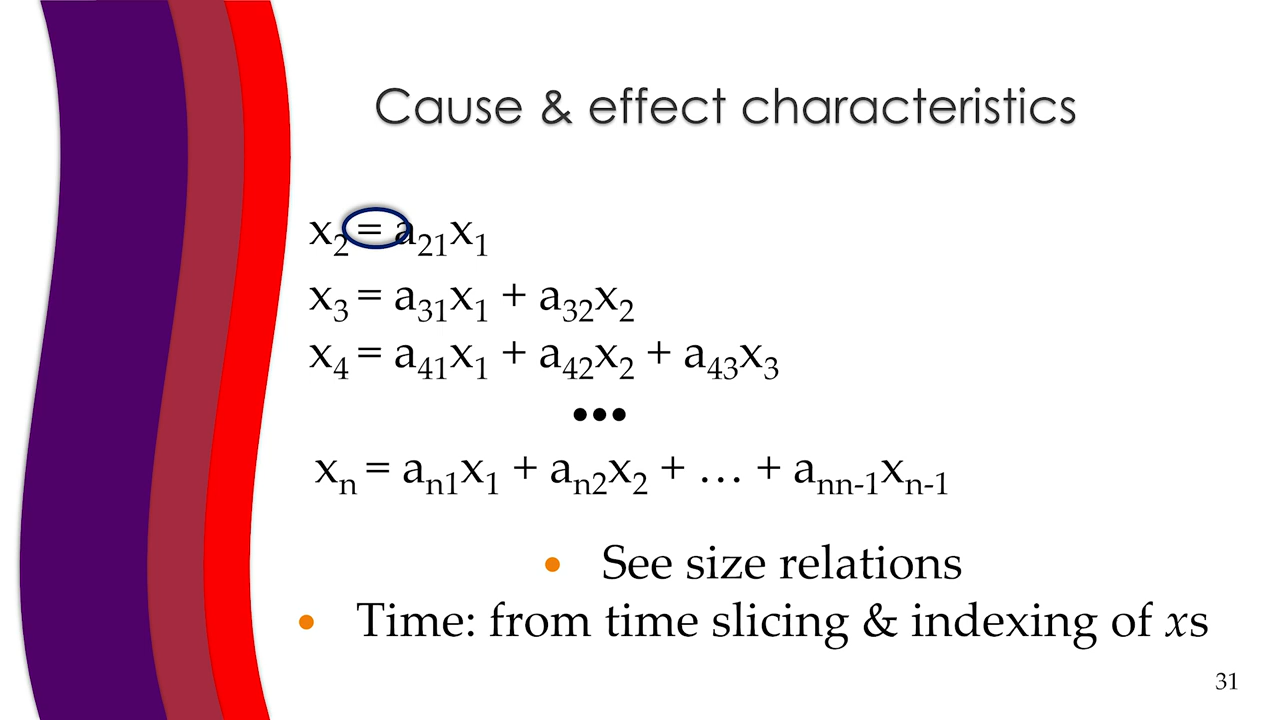 Cause & effect characteristics
x₂ = a₂₁x₁
x₃ = a₃₁x₁ + a₃₂x₂
x₄ = a₄₁x₁ + a₄₂x₂ + a₄₃x₃
•••
xₙ = aₙ₁x₁ + aₙ₂x₂ + … + aₙₙ₋₁xₙ₋₁
• See size relations
• Time: from time slicing & indexing of xs
31